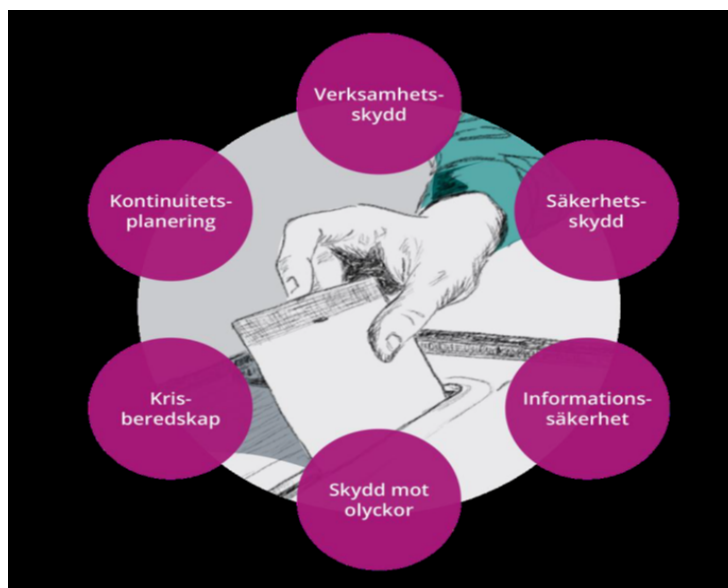 Verksamhets-
skydd
Säkerhets-
skydd
Informations-
säkerhet
Skydd mot
olyckor
Kris-
beredskap
Kontinuitets-
planering